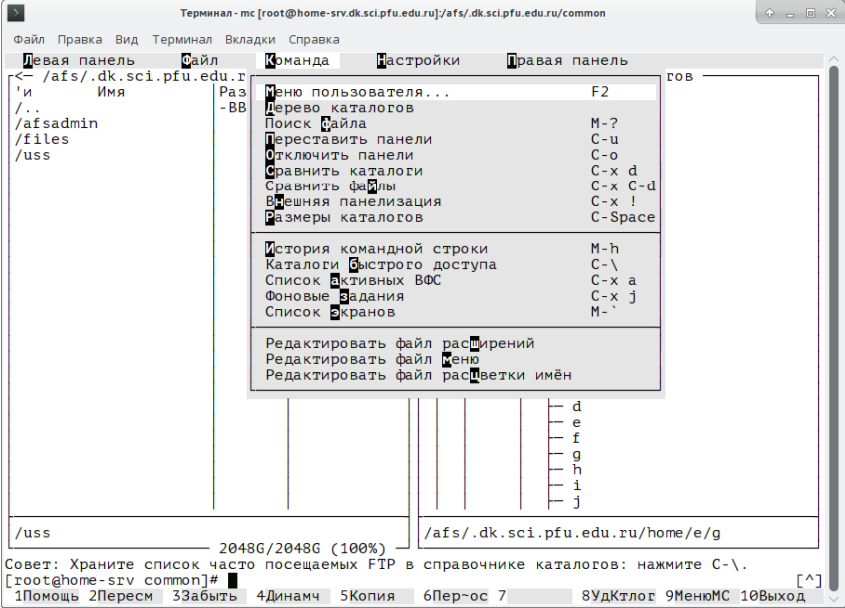 Терминал - mc [root@home-srv.dk.sci.pfu.edu.ru]:/afs/.dk.sci.pfu.edu.ru/common
Файл Правка Вид Терминал Вкладки Справка
Левая панель Файл Команда Настройки Правая панель
<— /afs/.dk.sci.pfu.edu.r
гов
'и Имя Раз
/.. -ВВ
/afsadmin
/files
/uss
Меню пользователя... F2
Дерево каталогов
Поиск файла M-?
Переставить панели C-u
Отключить панели C-o
Сравнить каталоги C-x d
Сравнить файлы C-x C-d
Внешняя панелизация C-x !
Размеры каталогов C-Space
История командной строки M-h
Каталоги быстрого доступа C-\
Список активных ВФС C-x a
Фоновые задания C-x j
Список экранов M-`
Редактировать файл расширений
Редактировать файл меню
Редактировать файл расцветки имён
d
e
f
g
h
i
j
/uss
/afs/.dk.sci.pfu.edu.ru/home/e/g
2048G/2048G (100%)
Совет: Храните список часто посещаемых FTP в справочнике каталогов: нажмите C-\.
[root@home-srv common]# [^]
1Помощь 2Пересм 3Забыть 4Динамч 5Копия 6Пер~ос 7 8УдКтлог 9МенюМС 10Выход